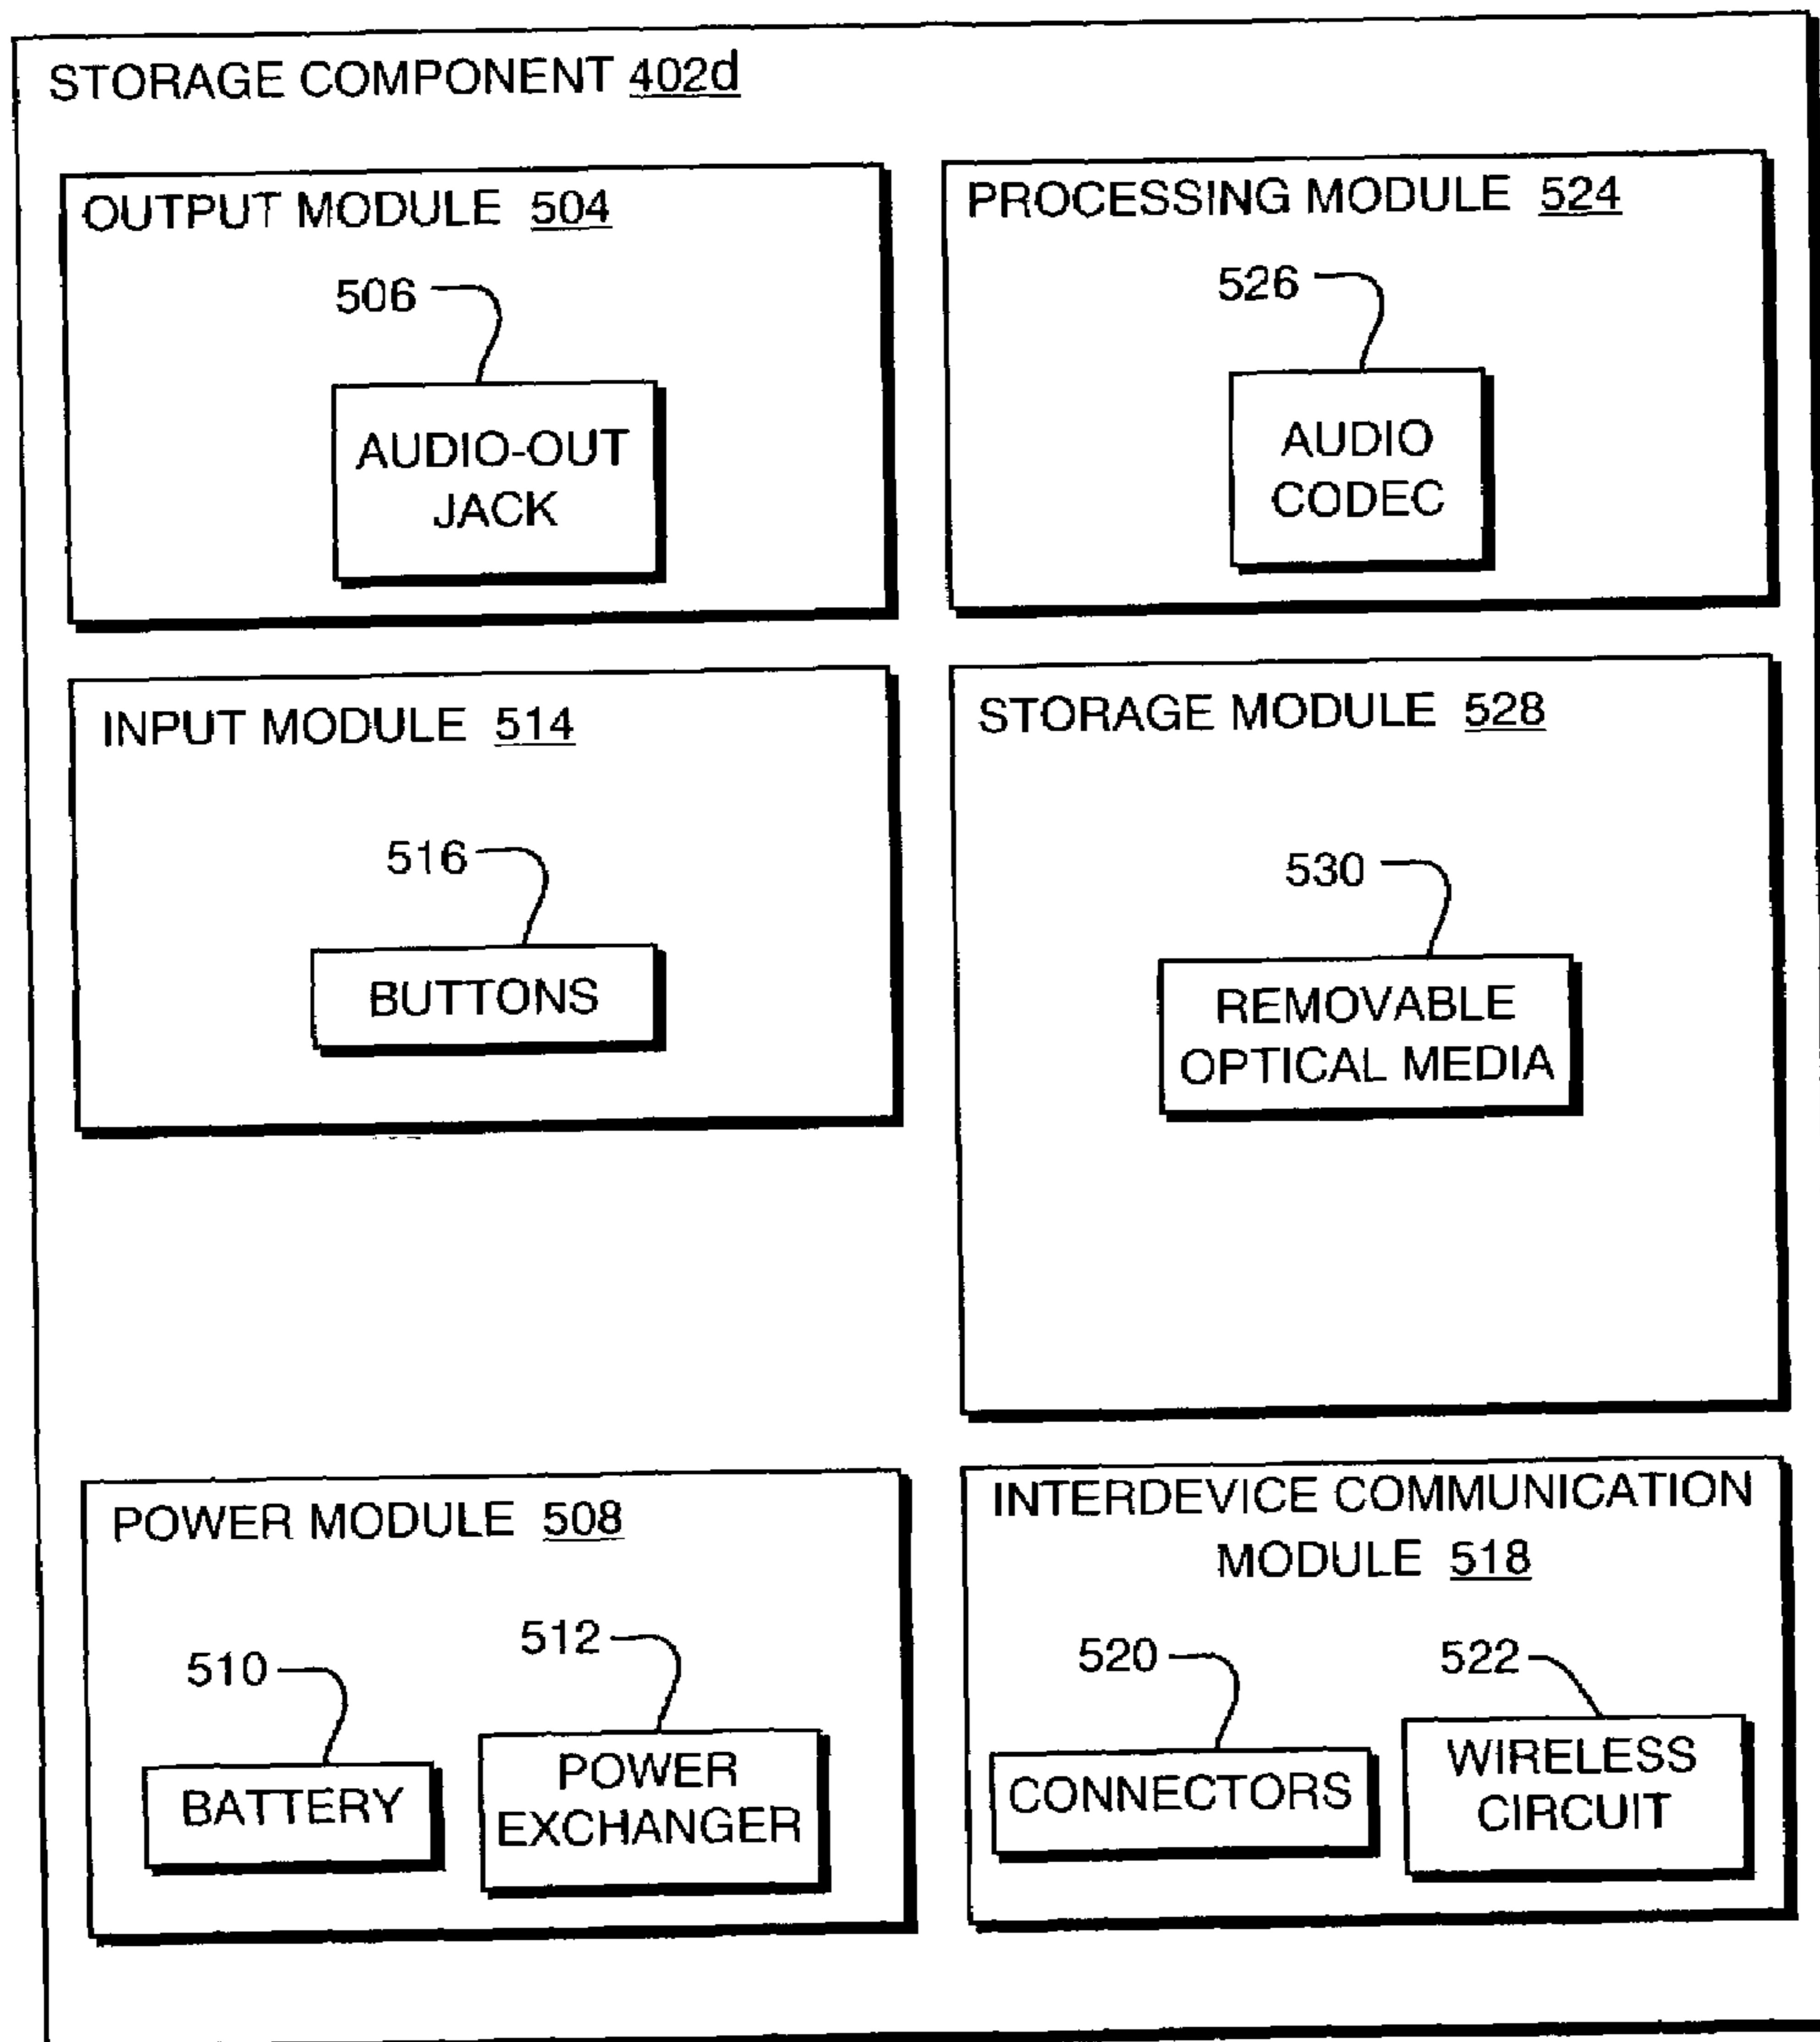 STORAGE COMPONENT 402d
OUTPUT MODULE 504
506
AUDIO-OUT
JACK
PROCESSING MODULE 524
526
AUDIO
CODEC
INPUT MODULE 514
516
BUTTONS
STORAGE MODULE 528
530
REMOVABLE
OPTICAL MEDIA
POWER MODULE 508
510
BATTERY
512
POWER
EXCHANGER
INTERDEVICE COMMUNICATION
MODULE 518
520
CONNECTORS
522
WIRELESS
CIRCUIT